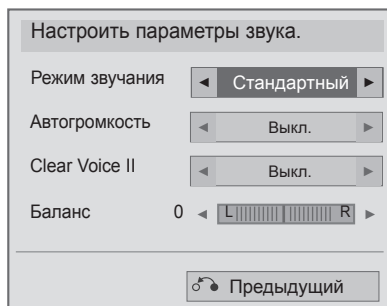 Настроить параметры звука.
Режим звучания ◄ Стандартный ►
Автогромкость ◄ Выкл. ►
Clear Voice II ◄ Выкл. ►
Баланс 0 ◄ L R ►
Предыдущий